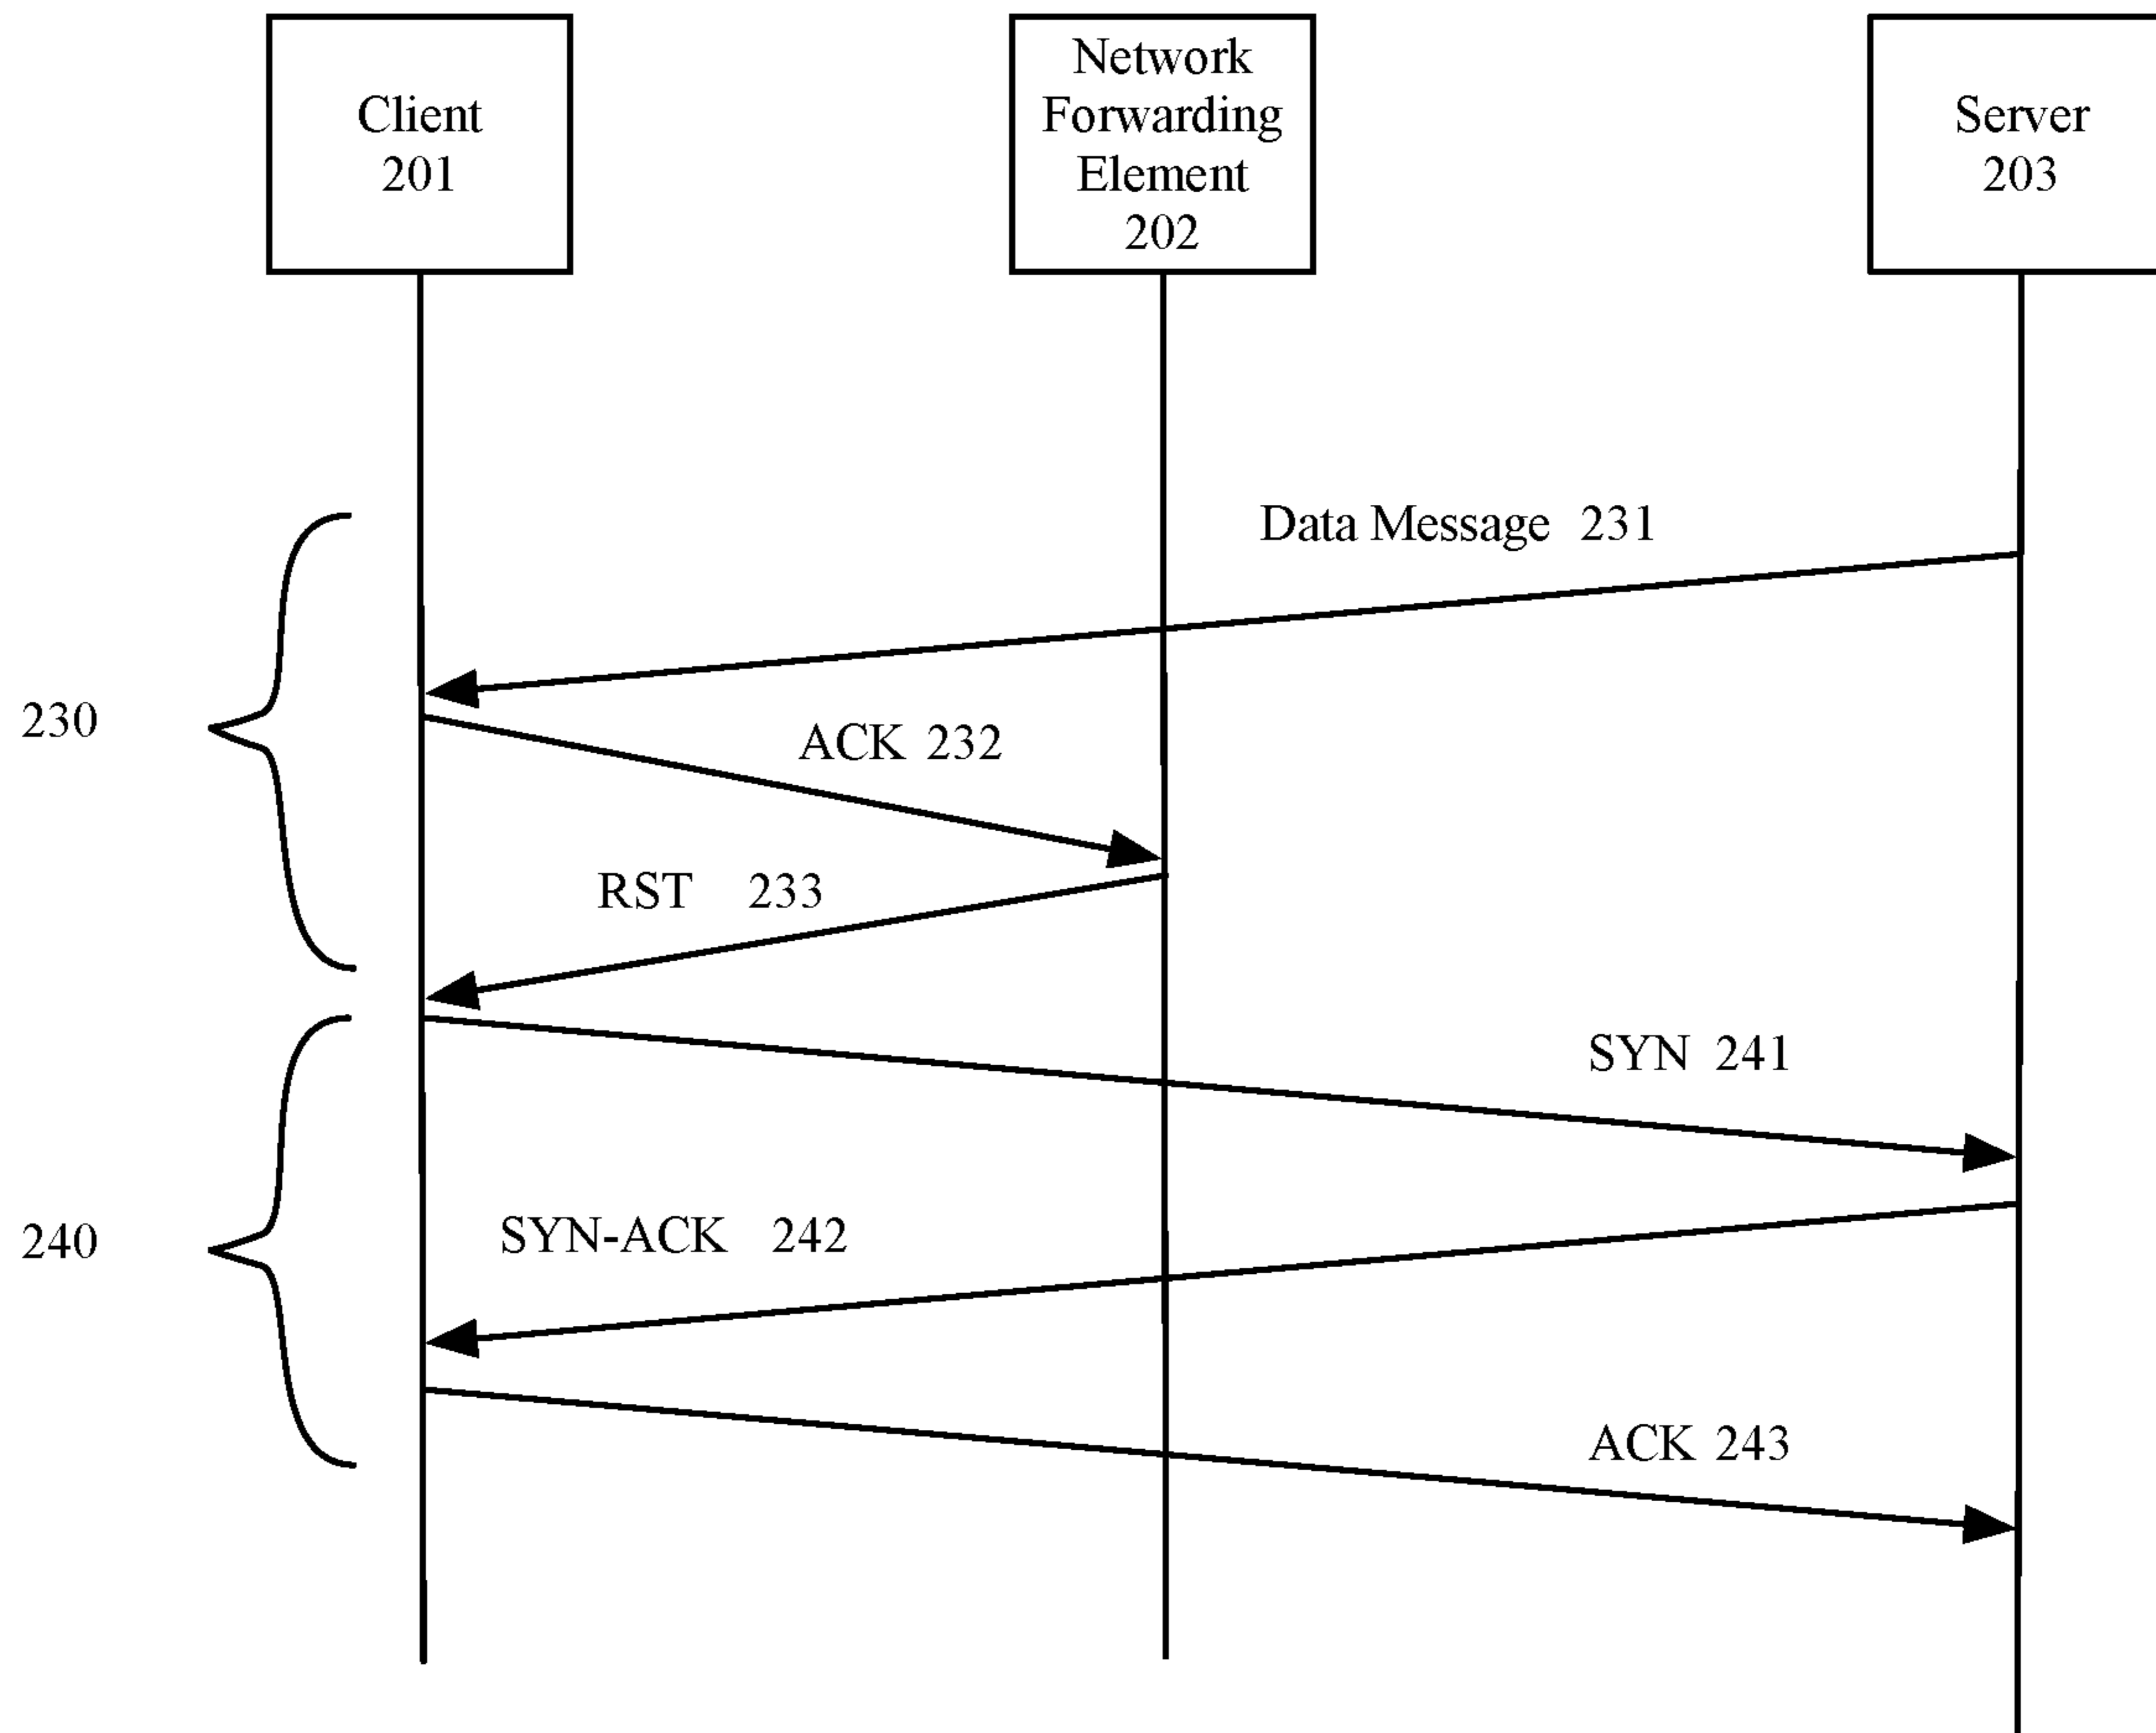 Client
201
Network
Forwarding
Element
202
Server
203
Data Message 231
230
ACK 232
RST 233
SYN 241
240
SYN-ACK 242
ACK 243